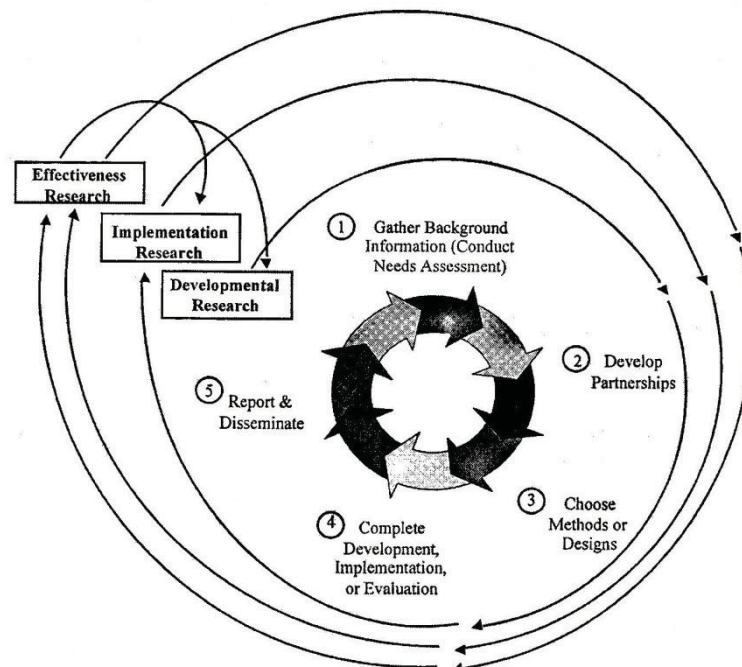 Effectiveness
Research
Implementation
Research
Developmental
Research
1
Gather Background
Information (Conduct
Needs Assessment)
2
Develop
Partnerships
3
Choose
Methods or
Designs
4
Complete
Development,
Implementation,
or Evaluation
5
Report &
Disseminate